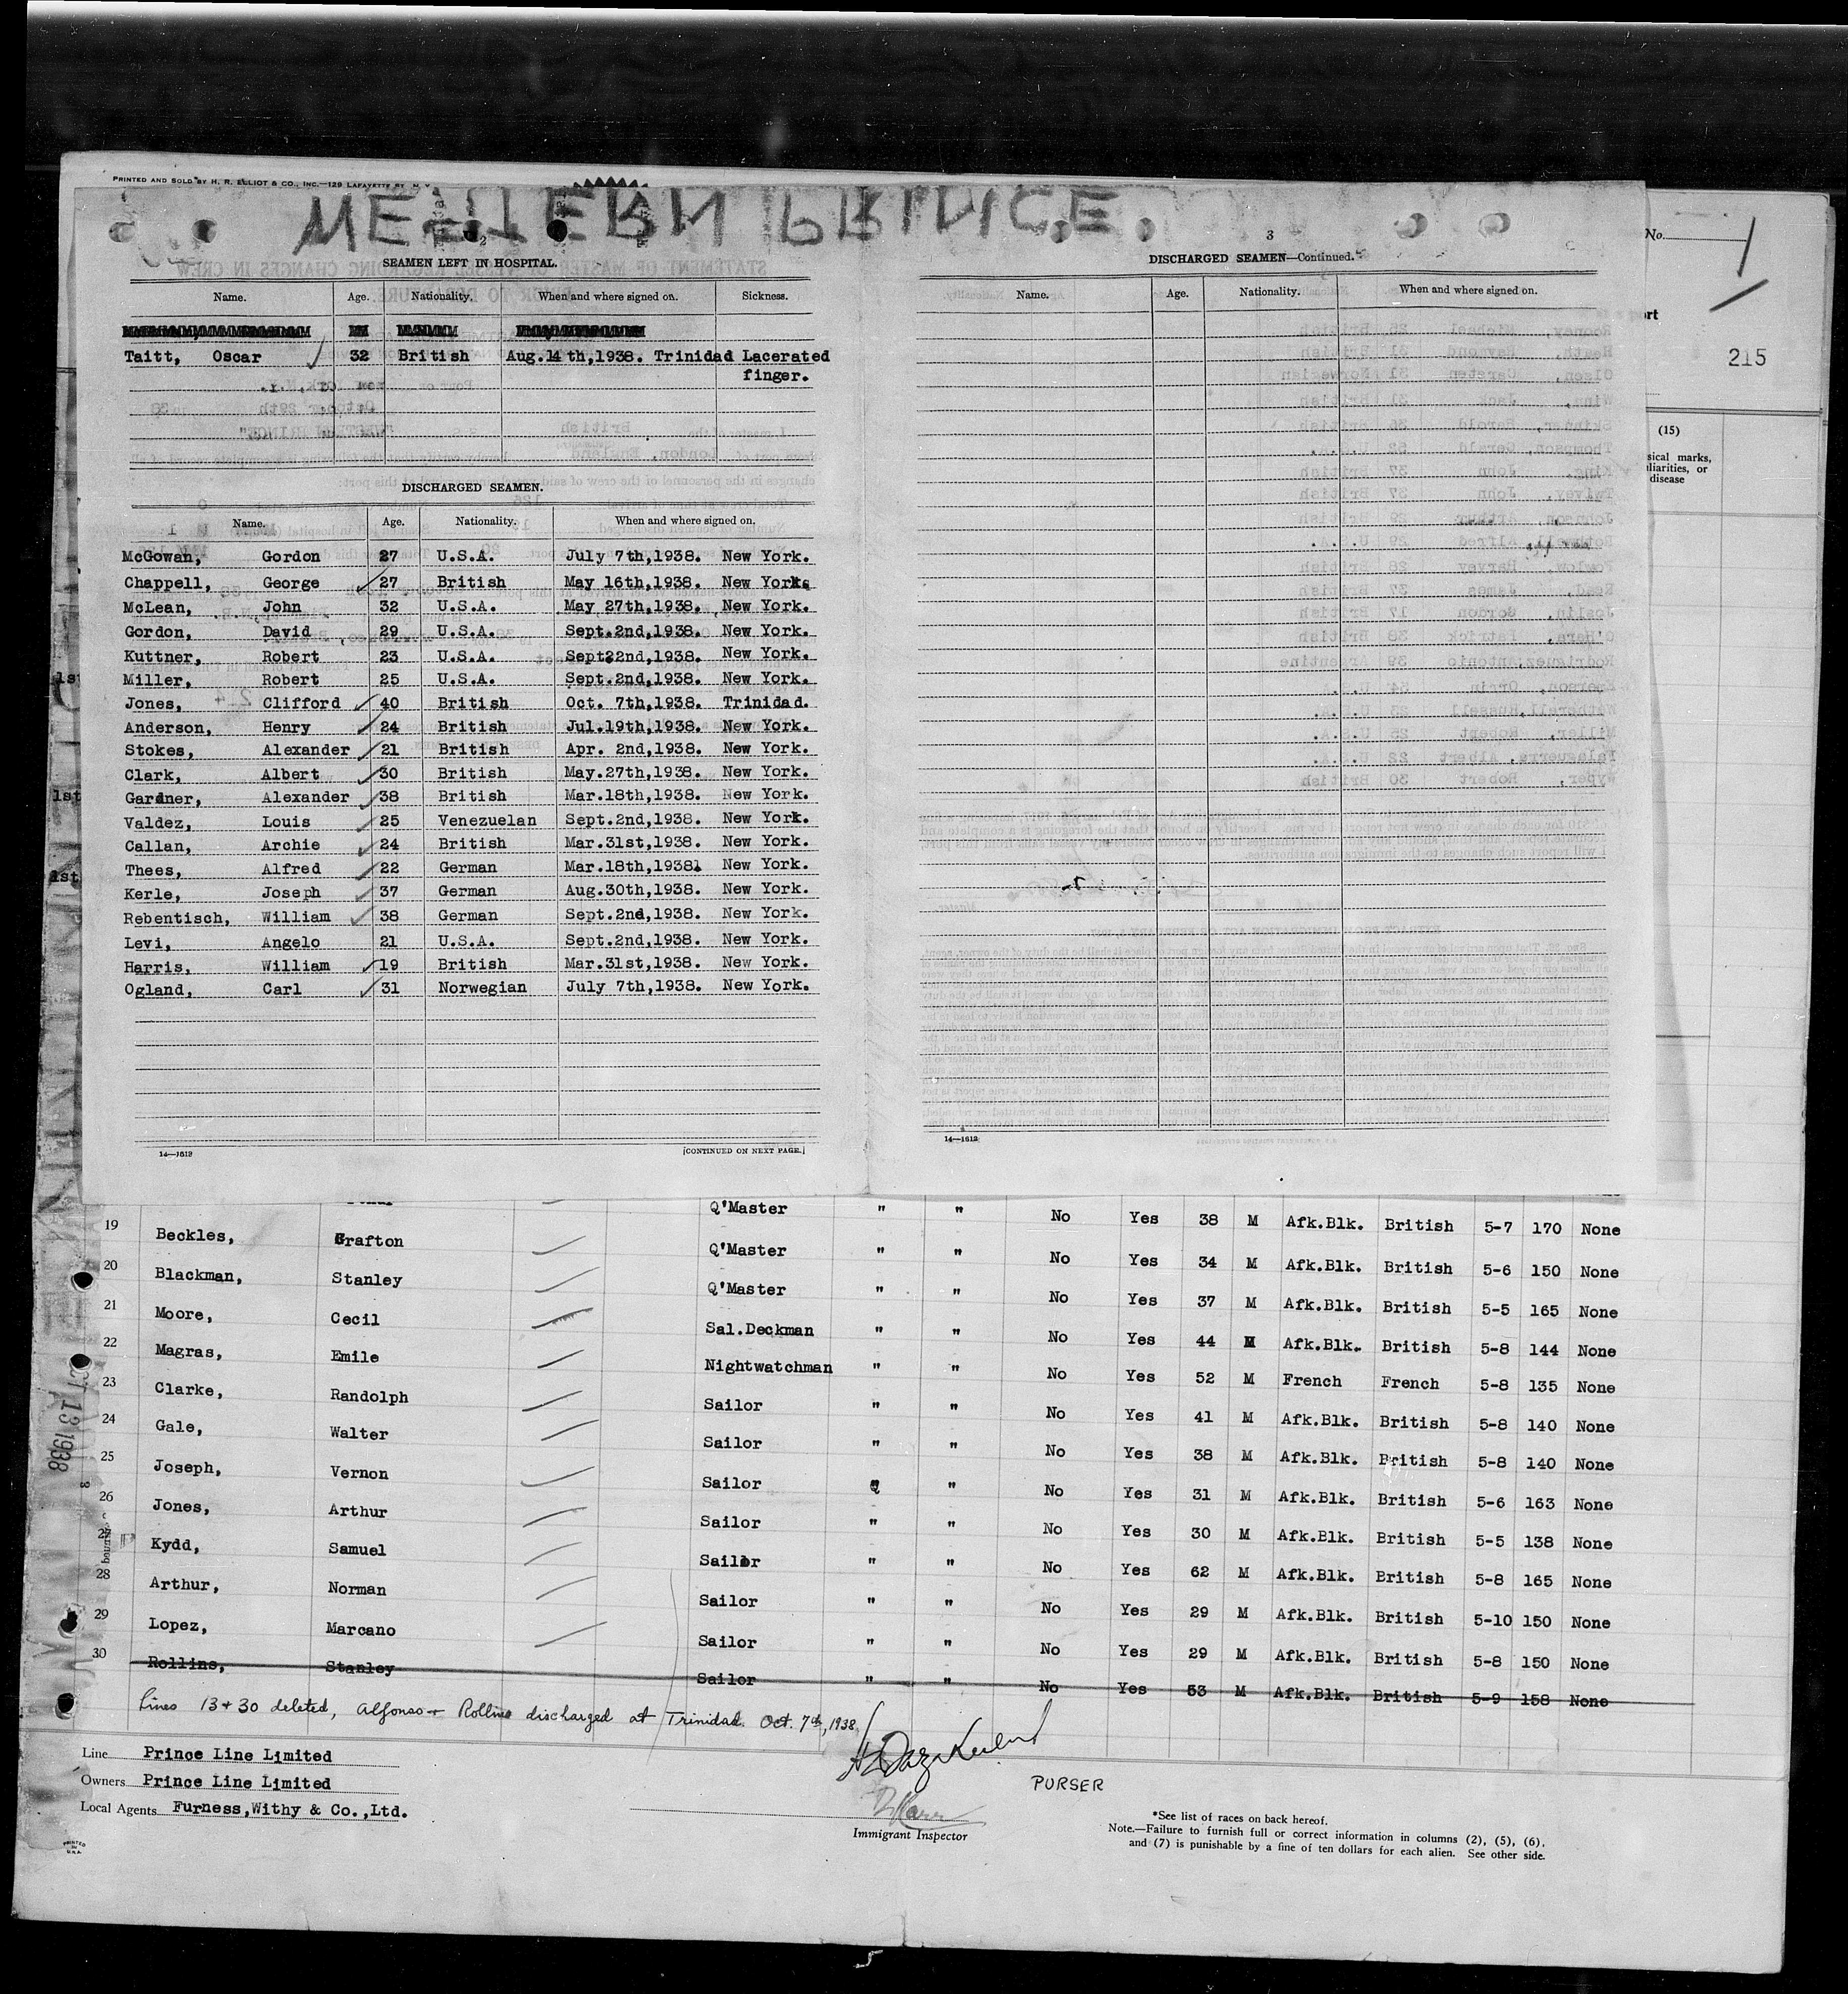 PRINTED AND SOLD BY H. R. ELLIOT & CO., INC.—129 LAFAYETTE ST. N. Y.
WESTERN PRINCE.
2
SEAMEN LEFT IN HOSPITAL.
Name. Age. Nationality. When and where signed on. Sickness.
Taitt, Oscar 32 British Aug.14th,1938. Trinidad Lacerated
finger.
DISCHARGED SEAMEN.
Name. Age. Nationality. When and where signed on.
McGowan, Gordon 27 U.S.A. July 7th,1938. New York.
Chappell, George 27 British May 16th,1938. New York.
McLean, John 32 U.S.A. May 27th,1938. New York.
Gordon, David 29 U.S.A. Sept.2nd,1938. New York.
Kuttner, Robert 23 U.S.A. Sept22nd,1938. New York.
Miller, Robert 25 U.S.A. Sept.2nd,1938. New York.
Jones, Clifford 40 British Oct. 7th,1938. Trinidad.
Anderson, Henry 24 British Jul.19th,1938. New York.
Stokes, Alexander 21 British Apr. 2nd,1938. New York.
Clark, Albert 30 British May.27th,1938. New York.
Gardner, Alexander 38 British Mar.18th,1938. New York.
Valdez, Louis 25 Venezuelan Sept.2nd,1938. New York.
Callan, Archie 24 British Mar.31st,1938. New York.
Thees, Alfred 22 German Mar.18th,1938. New York.
Kerle, Joseph 37 German Aug.30th,1938. New York.
Rebentisch, William 38 German Sept.2nd,1938. New York.
Levi, Angelo 21 U.S.A. Sept.2nd,1938. New York.
Harris, William 19 British Mar.31st,1938. New York.
Ogland, Carl 31 Norwegian July 7th,1938. New York.
14—1612 [CONTINUED ON NEXT PAGE.]
3
DISCHARGED SEAMEN—Continued.
Name. Age. Nationality. When and where signed on.
14—1612
No.
1
215
(15)
sical marks,
liarities, or
disease
1st
1st
1st
Q'Master " " No Yes 38 M Afk.Blk. British 5-7 170 None
19 Beckles, Grafton Q'Master " " No Yes 34 M Afk.Blk. British 5-6 150 None
20 Blackman, Stanley Q'Master " " No Yes 37 M Afk.Blk. British 5-5 165 None
21 Moore, Cecil Sal.Deckman " " No Yes 44 M Afk.Blk. British 5-8 144 None
22 Magras, Emile Nightwatchman " " No Yes 52 M French French 5-8 135 None
23 Clarke, Randolph Sailor " " No Yes 41 M Afk.Blk. British 5-8 140 None
24 Gale, Walter Sailor " " No Yes 38 M Afk.Blk. British 5-8 140 None
25 Joseph, Vernon Sailor " " No Yes 31 M Afk.Blk. British 5-6 163 None
26 Jones, Arthur Sailor " " No Yes 30 M Afk.Blk. British 5-5 138 None
27 Kydd, Samuel Sailor " " No Yes 62 M Afk.Blk. British 5-8 165 None
28 Arthur, Norman Sailor " " No Yes 29 M Afk.Blk. British 5-10 150 None
29 Lopez, Marcano Sailor " " No Yes 29 M Afk.Blk. British 5-8 150 None
30 Rollins, Stanley Sailor " " No Yes 53 M Afk.Blk. British 5-9 158 None
Lines 13 + 30 deleted, Alfonso + Rollins discharged at Trinidad. Oct. 7th, 1938.
OCT 13 1938
Line Prince Line Limited
Owners Prince Line Limited
Local Agents Furness,Withy & Co.,Ltd.
PRINTED IN U.S.A.
PURSER
Immigrant Inspector
*See list of races on back hereof.
Note.—Failure to furnish full or correct information in columns (2), (5), (6),
and (7) is punishable by a fine of ten dollars for each alien. See other side.
5